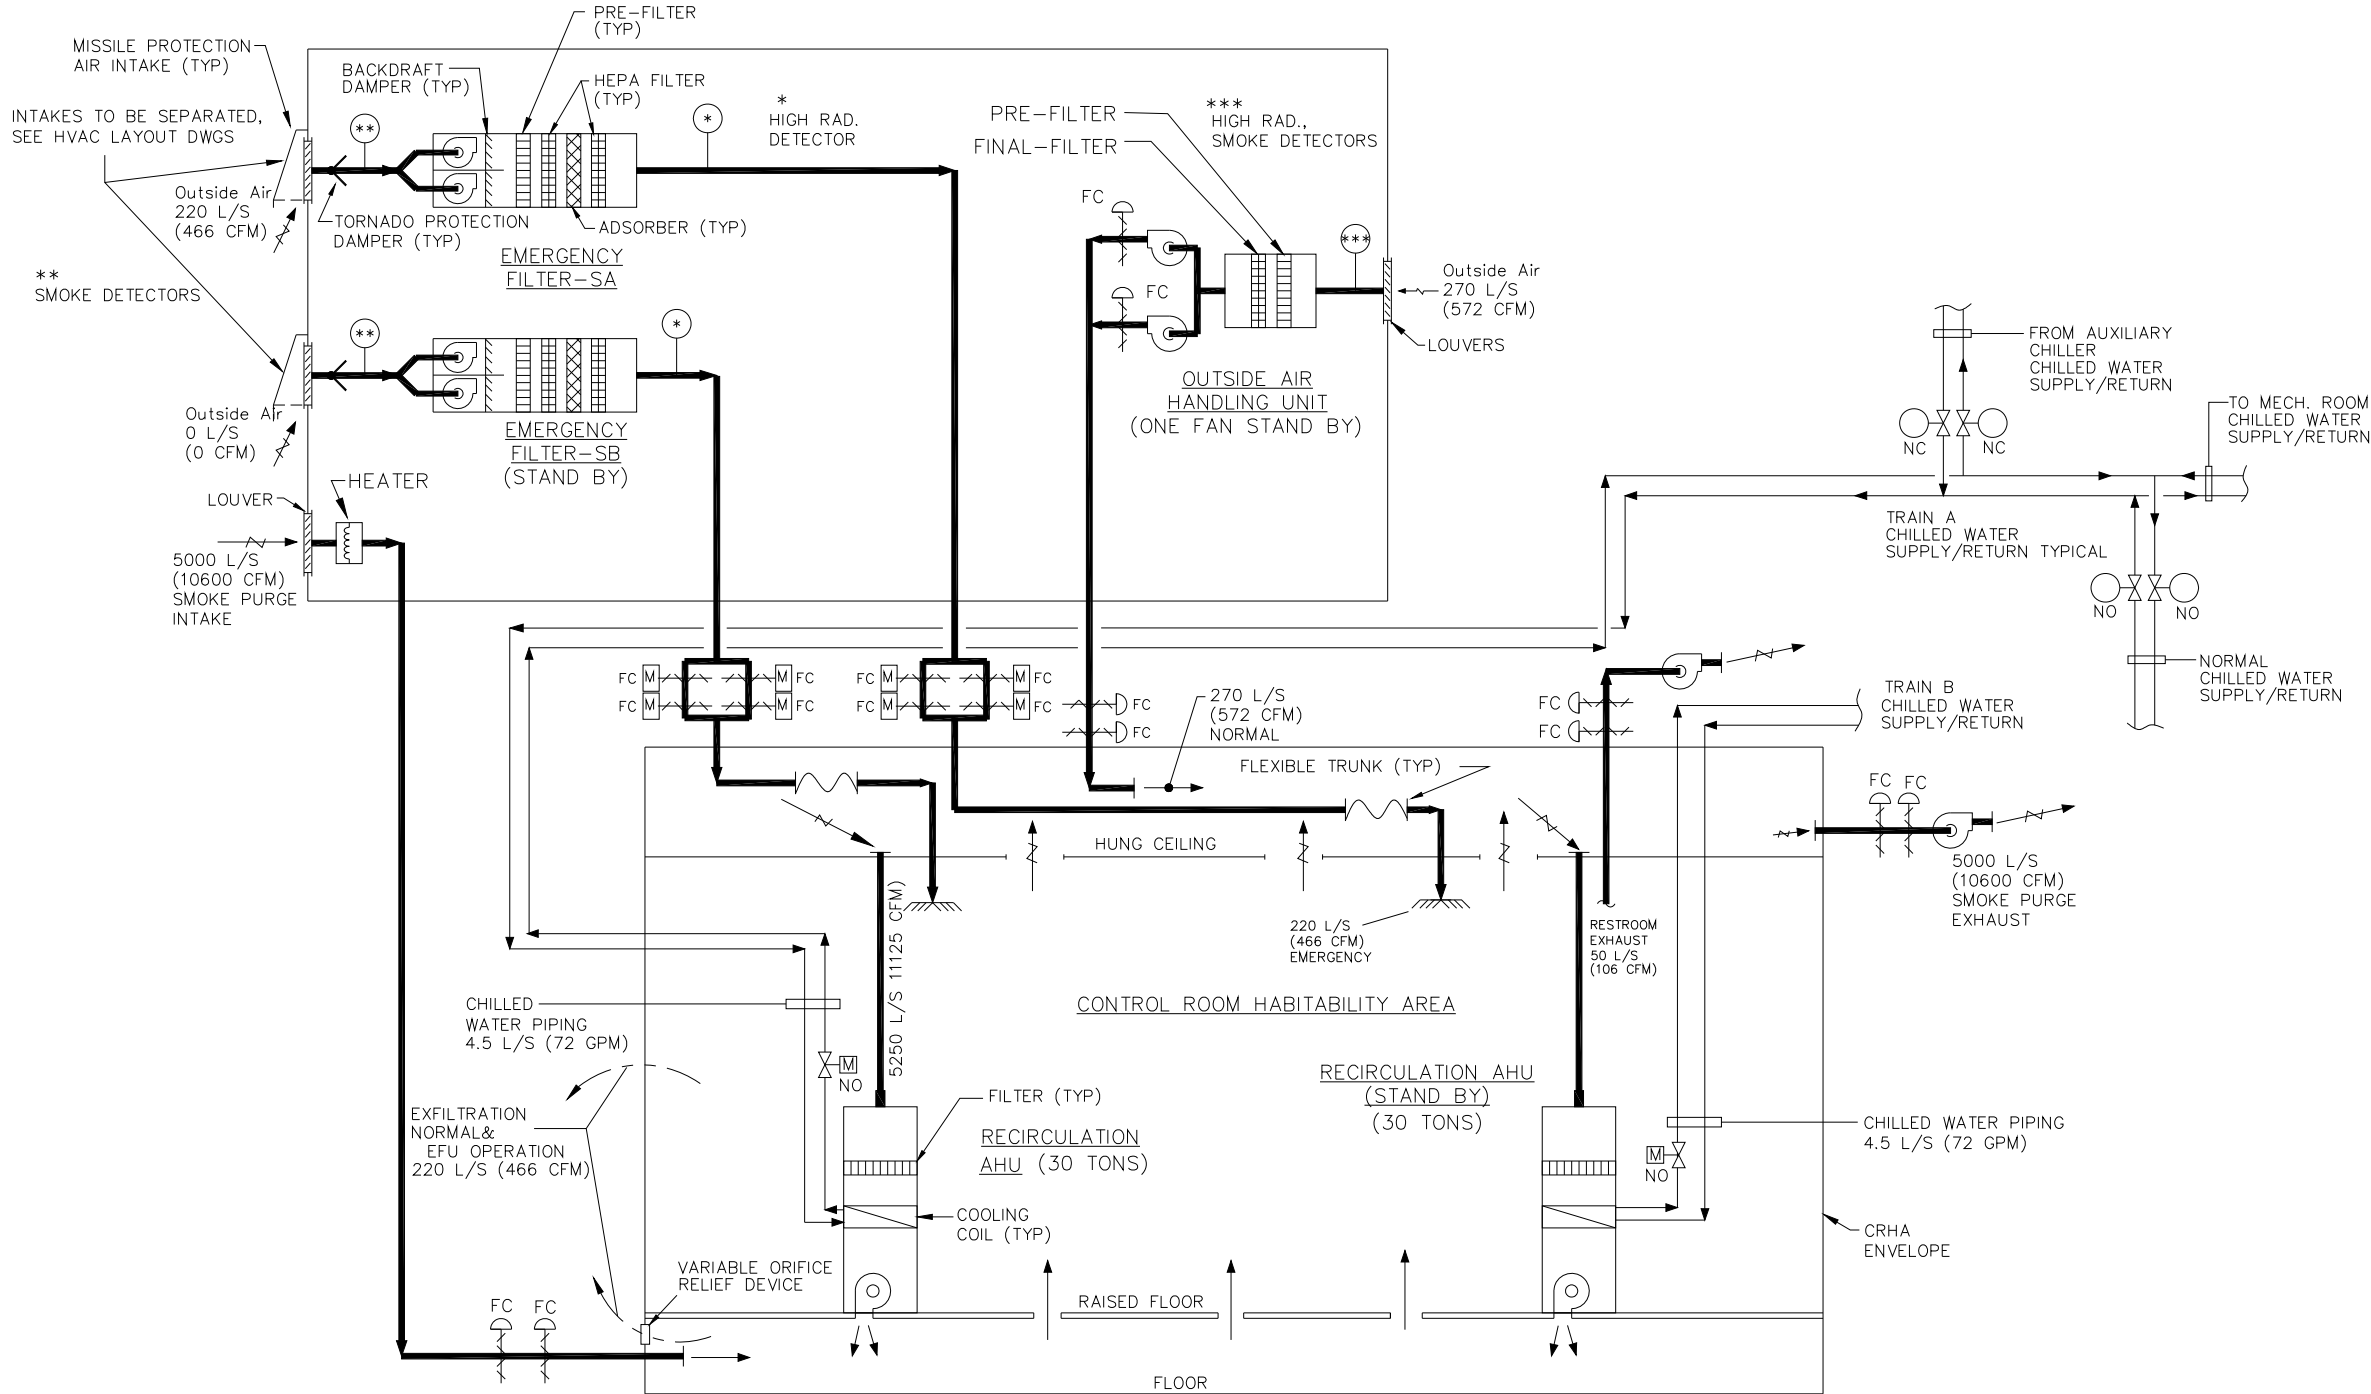 PRE-FILTER
(TYP)
MISSILE PROTECTION
AIR INTAKE (TYP)
BACKDRAFT
DAMPER (TYP)
HEPA FILTER
(TYP)
*
HIGH RAD.
DETECTOR
PRE-FILTER
FINAL-FILTER
***
HIGH RAD.,
SMOKE DETECTORS
INTAKES TO BE SEPARATED,
SEE HVAC LAYOUT DWGS
**
*
Outside Air
220 L/S
(466 CFM)
TORNADO PROTECTION
DAMPER (TYP)
ADSORBER (TYP)
EMERGENCY
FILTER-SA
FC
***
Outside Air
270 L/S
(572 CFM)
LOUVERS
FC
**
SMOKE DETECTORS
**
*
Outside Air
0 L/S
(0 CFM)
EMERGENCY
FILTER-SB
(STAND BY)
OUTSIDE AIR
HANDLING UNIT
(ONE FAN STAND BY)
FROM AUXILIARY
CHILLER
CHILLED WATER
SUPPLY/RETURN
NC
NC
TO MECH. ROOM
CHILLED WATER
SUPPLY/RETURN
LOUVER
HEATER
5000 L/S
(10600 CFM)
SMOKE PURGE
INTAKE
TRAIN A
CHILLED WATER
SUPPLY/RETURN TYPICAL
NO
NO
NORMAL
CHILLED WATER
SUPPLY/RETURN
FC M M FC
FC M M FC
FC M M FC
FC M M FC
FC
FC
270 L/S
(572 CFM)
NORMAL
FC
FC
TRAIN B
CHILLED WATER
SUPPLY/RETURN
FLEXIBLE TRUNK (TYP)
FC FC
HUNG CEILING
5000 L/S
(10600 CFM)
SMOKE PURGE
EXHAUST
5250 L/S 11125 CFM)
220 L/S
(466 CFM)
EMERGENCY
RESTROOM
EXHAUST
50 L/S
(106 CFM)
CONTROL ROOM HABITABILITY AREA
CHILLED
WATER PIPING
4.5 L/S (72 GPM)
M
NO
RECIRCULATION AHU
(STAND BY)
(30 TONS)
FILTER (TYP)
RECIRCULATION
AHU (30 TONS)
EXFILTRATION
NORMAL&
EFU OPERATION
220 L/S (466 CFM)
CHILLED WATER PIPING
4.5 L/S (72 GPM)
M
NO
COOLING
COIL (TYP)
CRHA
ENVELOPE
VARIABLE ORIFICE
RELIEF DEVICE
FC FC
RAISED FLOOR
FLOOR